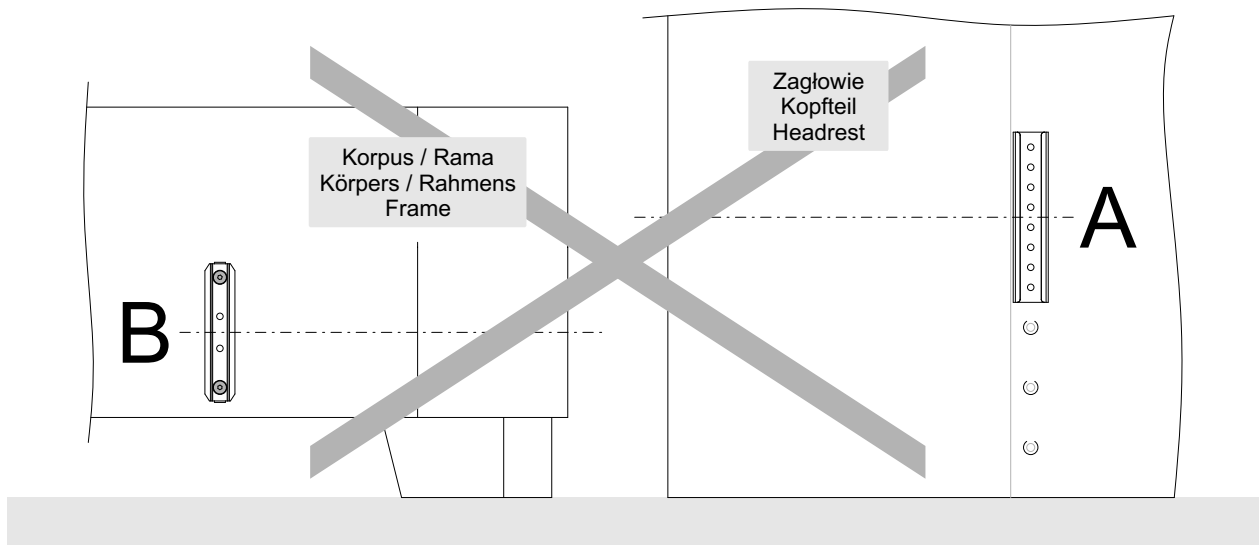 Korpus / Rama
Körpers / Rahmens
Frame
B
Zagłowie
Kopfteil
Headrest
A